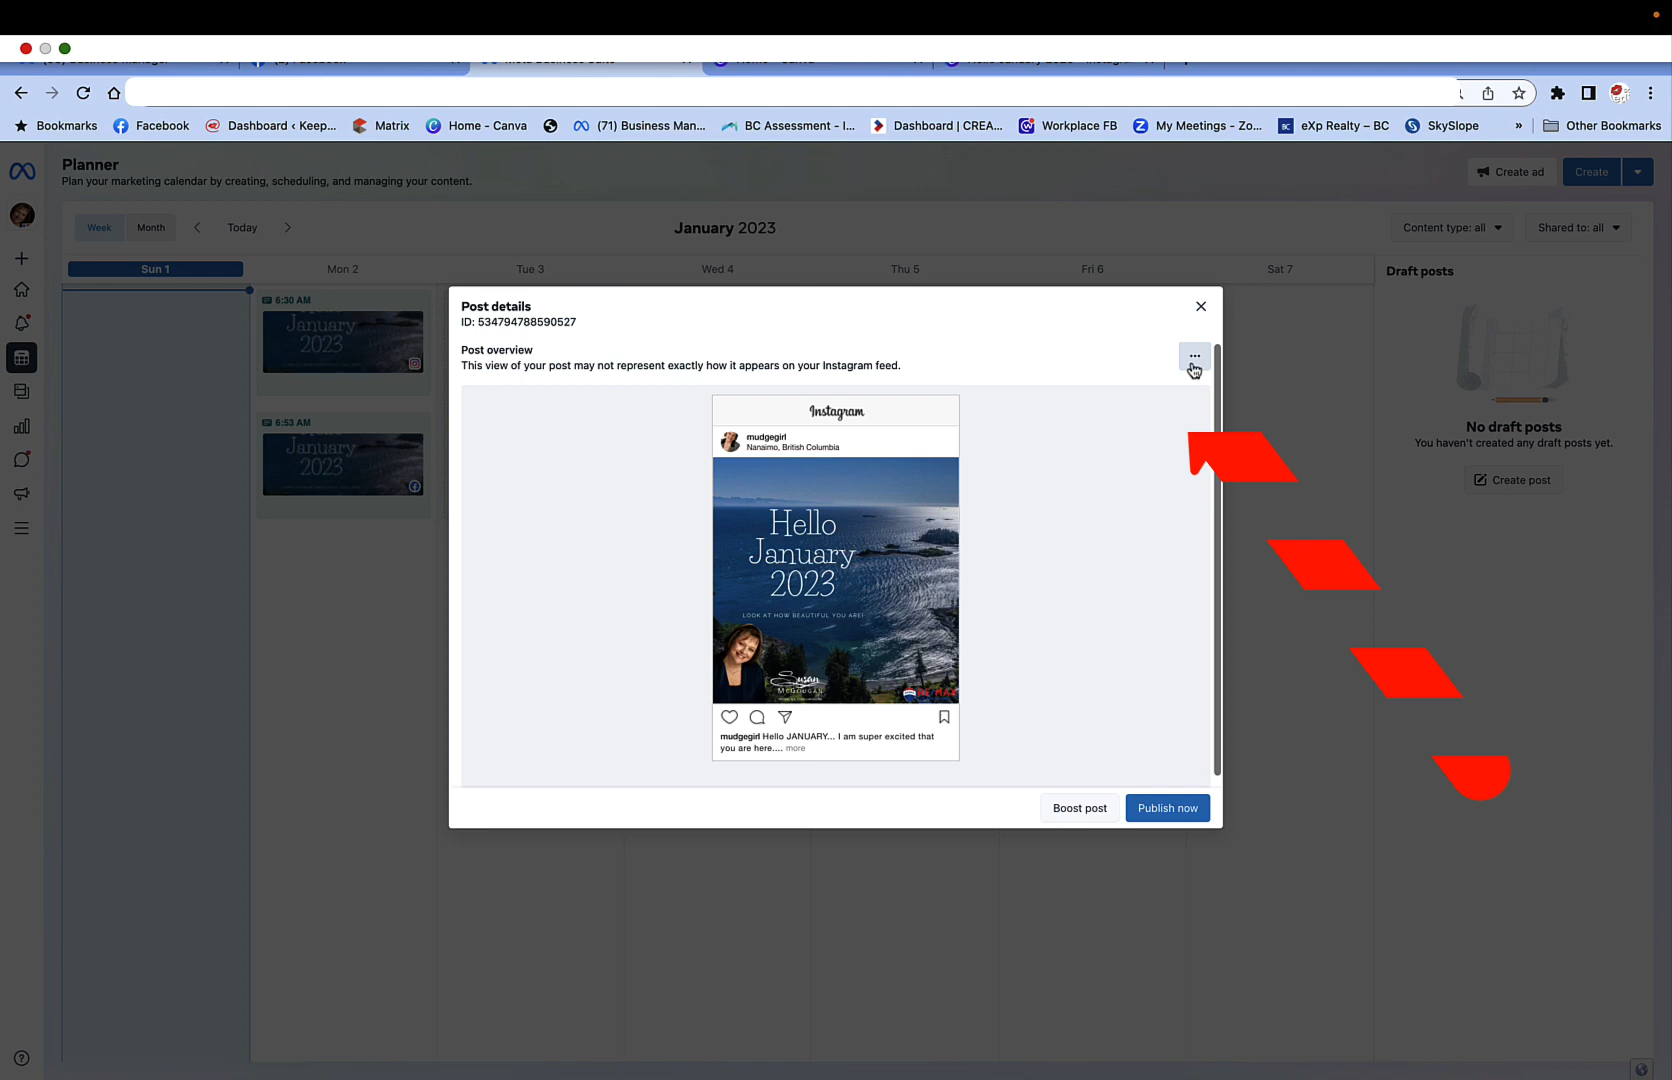 Bookmarks Facebook Dashboard ‹ Keep... Matrix Home - Canva (71) Business Man... BC Assessment - I... Dashboard | CREA... Workplace FB My Meetings - Zo... eXp Realty – BC SkySlope » Other Bookmarks
Planner
Plan your marketing calendar by creating, scheduling, and managing your content.
Create ad Create
Week Month Today January 2023 Content type: all Shared to: all
Sun 1 Mon 2 Tue 3 Wed 4 Thu 5 Fri 6 Sat 7 Draft posts
6:30 AM
Hello
January
2023
6:53 AM
January
2023
No draft posts
You haven't created any draft posts yet.
Create post
Post details
ID: 534794788590527
Post overview
This view of your post may not represent exactly how it appears on your Instagram feed.
...
Instagram
mudgegirl
Nanaimo, British Columbia
Hello
January
2023
LOOK AT HOW BEAUTIFUL YOU ARE!
Susan
McDougan
RE/MAX
mudgegirl Hello JANUARY... I am super excited that
you are here.... more
Boost post Publish now